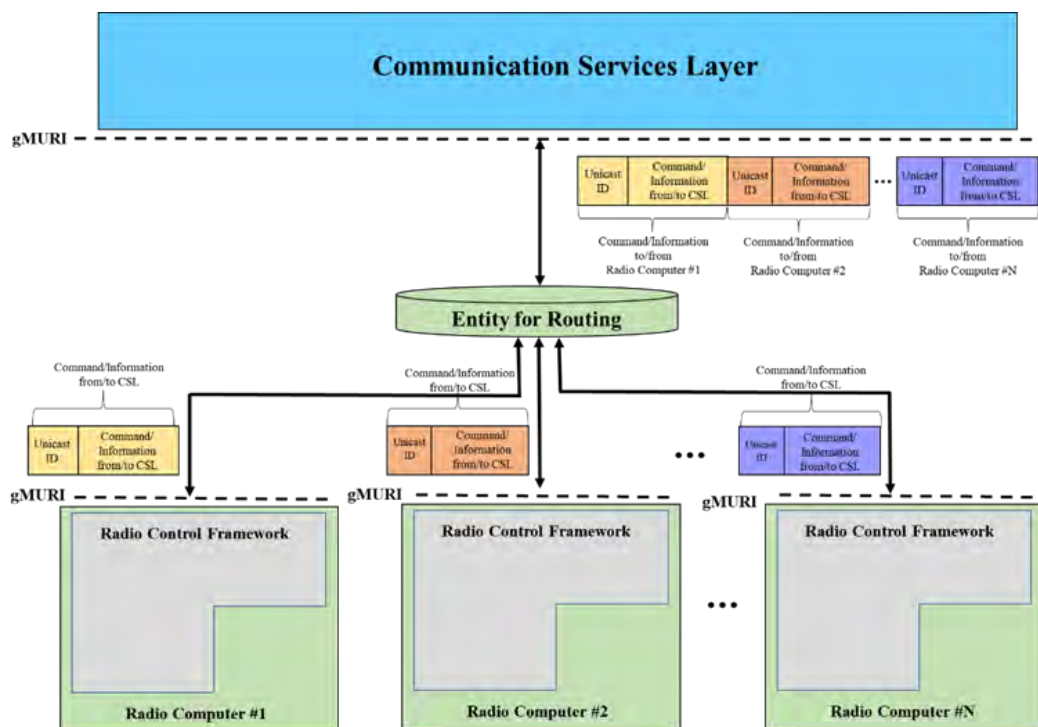 Communication Services Layer
gMURI
Unicast
ID
Command/
Information
from/to CSL
Unicast
ID
Command/
Information
from/to CSL
Unicast
ID
Command/
Information
from/to CSL
Command/Information
to/from
Radio Computer #1
Command/Information
to/from
Radio Computer #2
Command/Information
to/from
Radio Computer #N
Entity for Routing
Command/Information
from/to CSL
Command/Information
from/to CSL
Command/Information
from/to CSL
Unicast
ID
Command/
Information
from/to CSL
Unicast
ID
Command/
Information
from/to CSL
Unicast
ID
Command/
Information
from/to CSL
gMURI
gMURI
gMURI
Radio Control Framework
Radio Control Framework
Radio Control Framework
Radio Computer #1
Radio Computer #2
Radio Computer #N